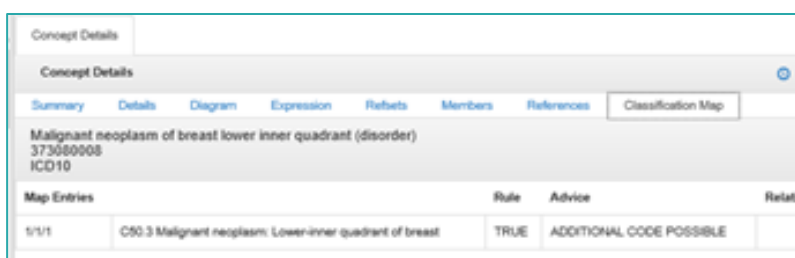 Concept Details
Concept Details
Summary Details Diagram Expression Refsets Members References Classification Map
Malignant neoplasm of breast lower inner quadrant (disorder)
373080008
ICD10
Map Entries Rule Advice Relat
1/1/1 C50.3 Malignant neoplasm: Lower-inner quadrant of breast TRUE ADDITIONAL CODE POSSIBLE